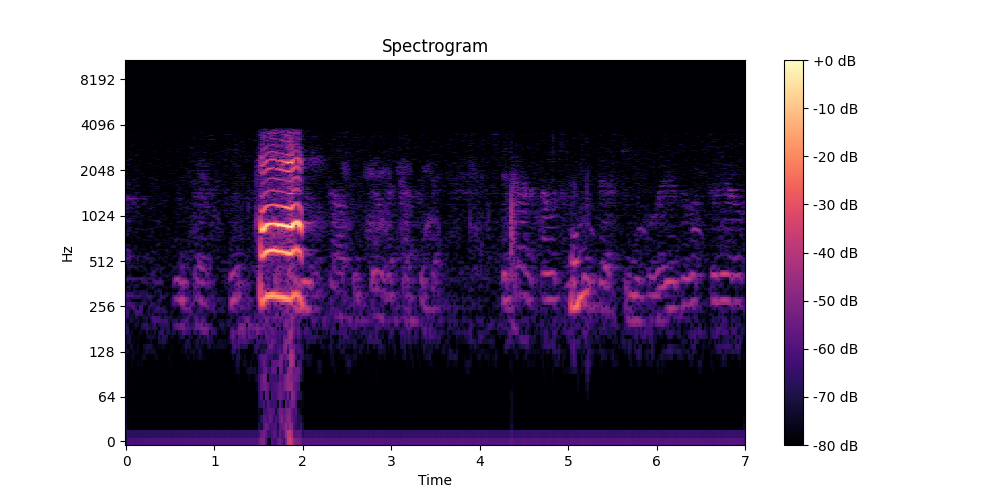 Spectrogram
Hz
8192
4096
2048
1024
512
256
128
64
0
0 1 2 3 4 5 6 7
Time
+0 dB
-10 dB
-20 dB
-30 dB
-40 dB
-50 dB
-60 dB
-70 dB
-80 dB